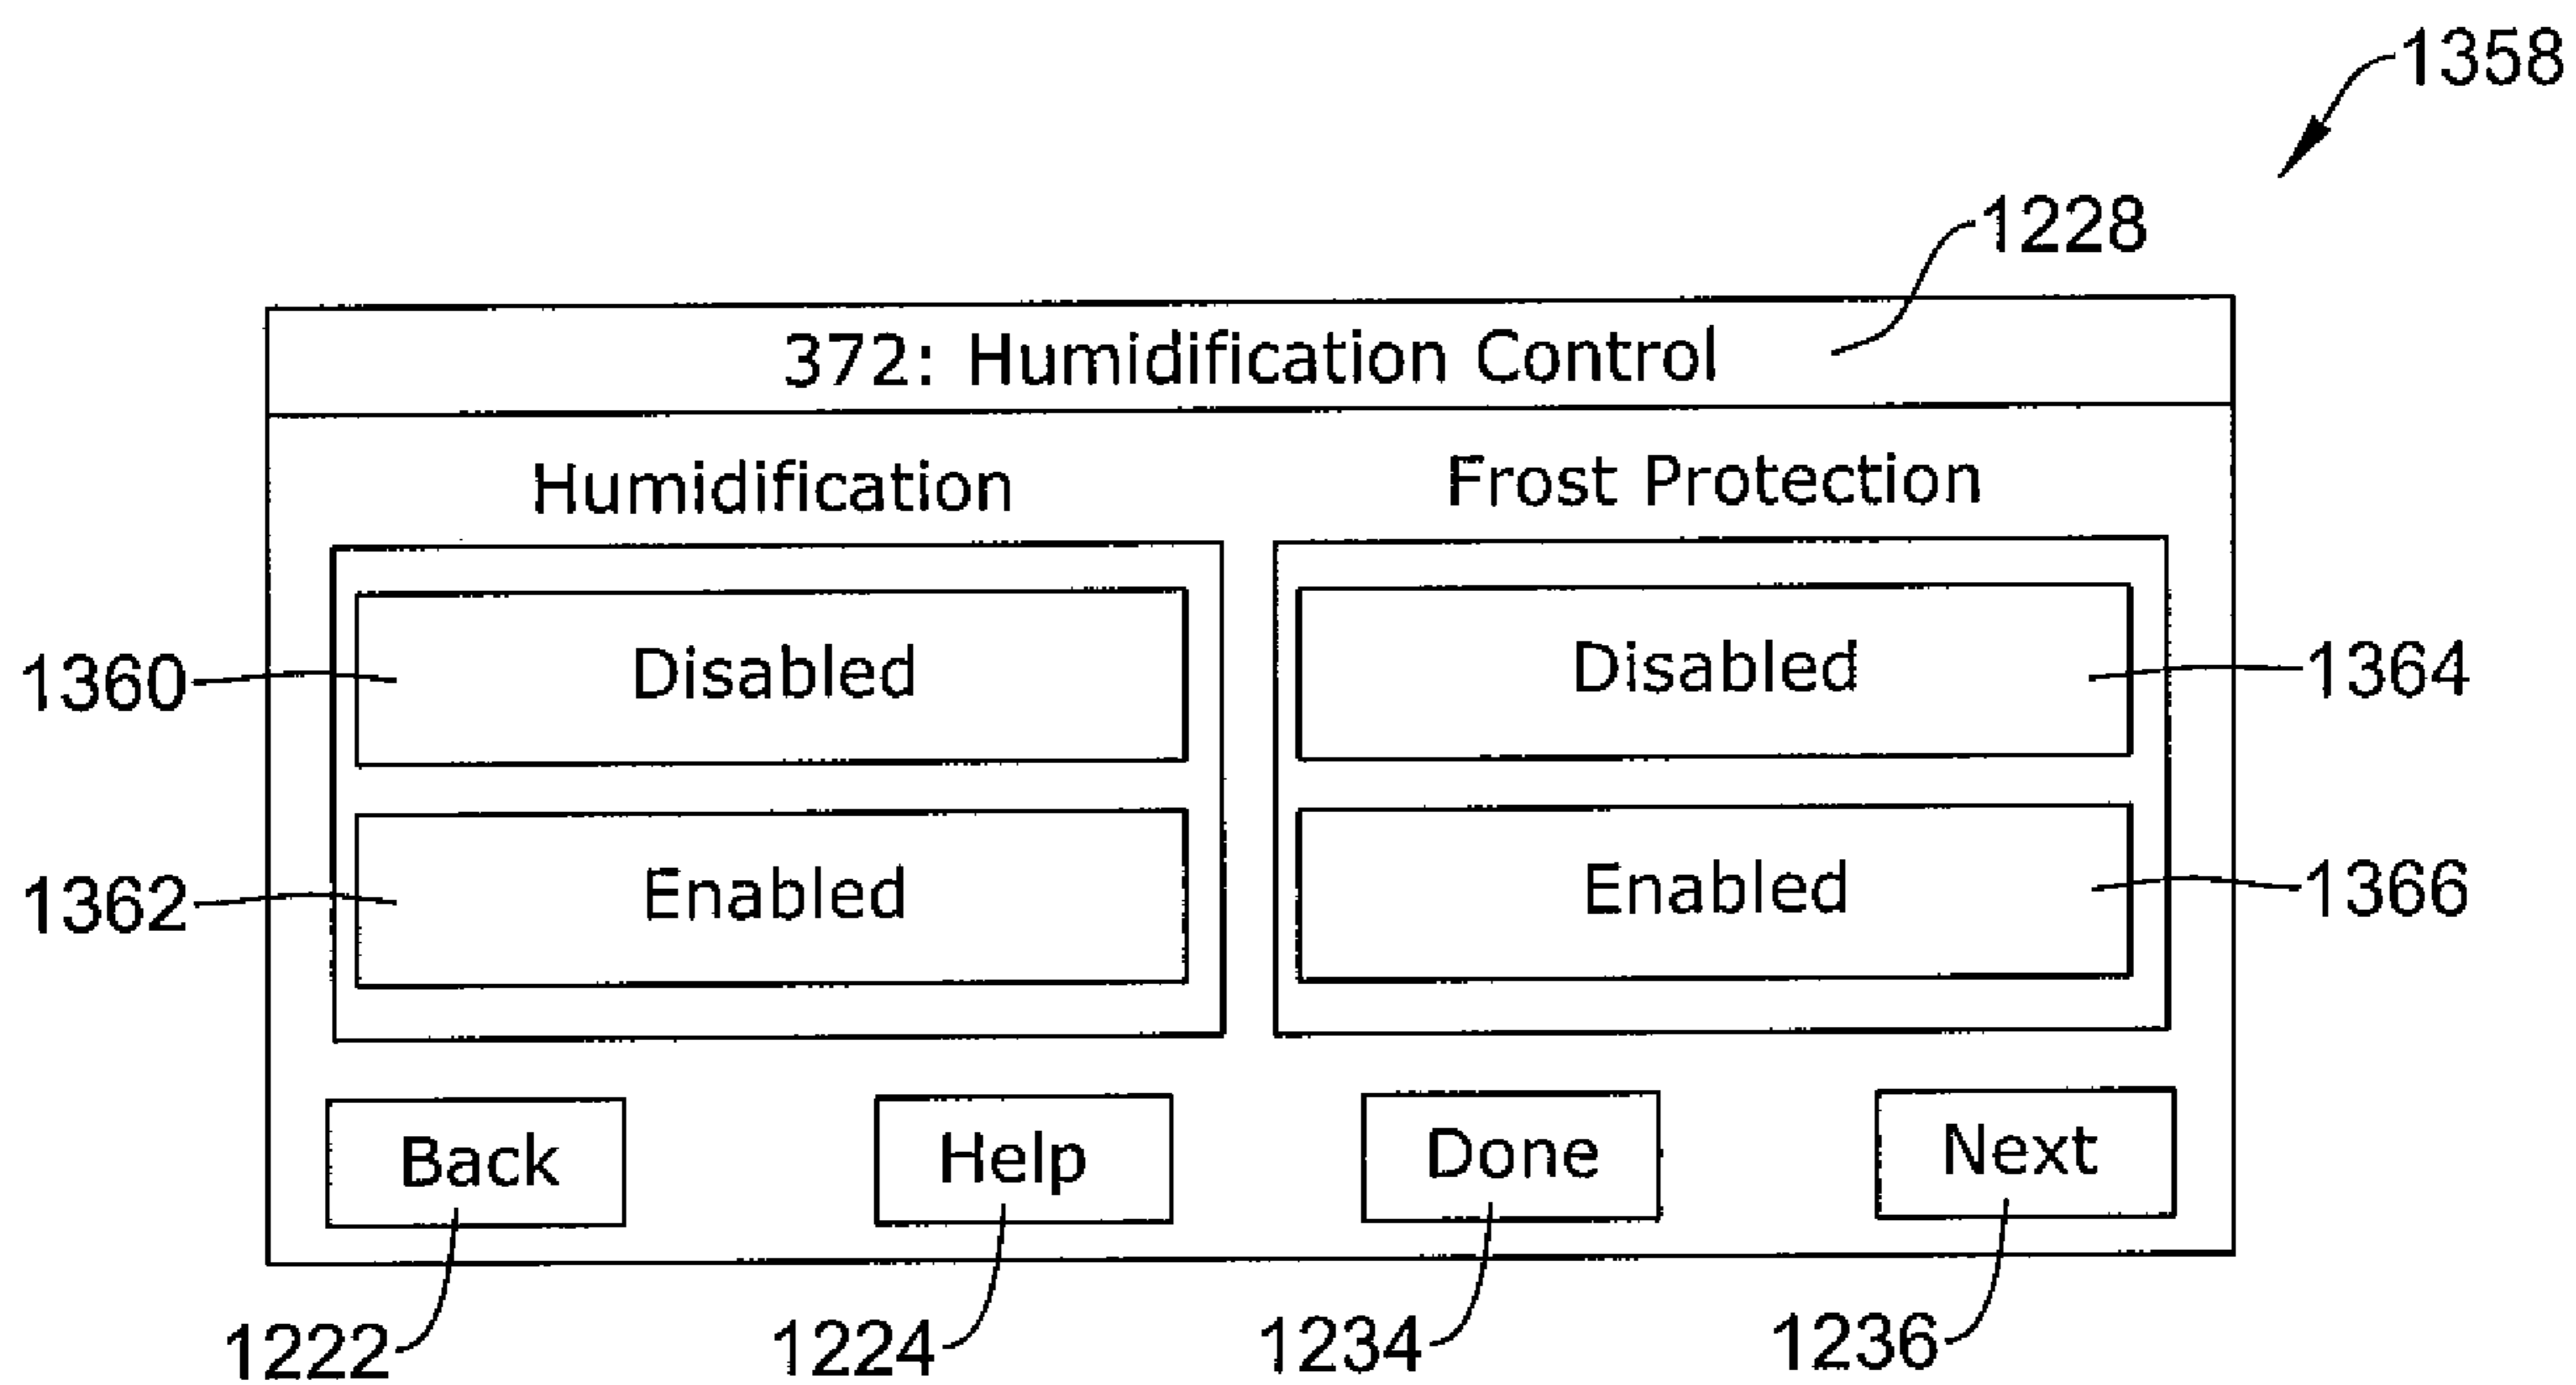 1358
1228
372: Humidification Control
Humidification Frost Protection
1360 Disabled Disabled 1364
1362 Enabled Enabled 1366
Back Help Done Next
1222 1224 1234 1236